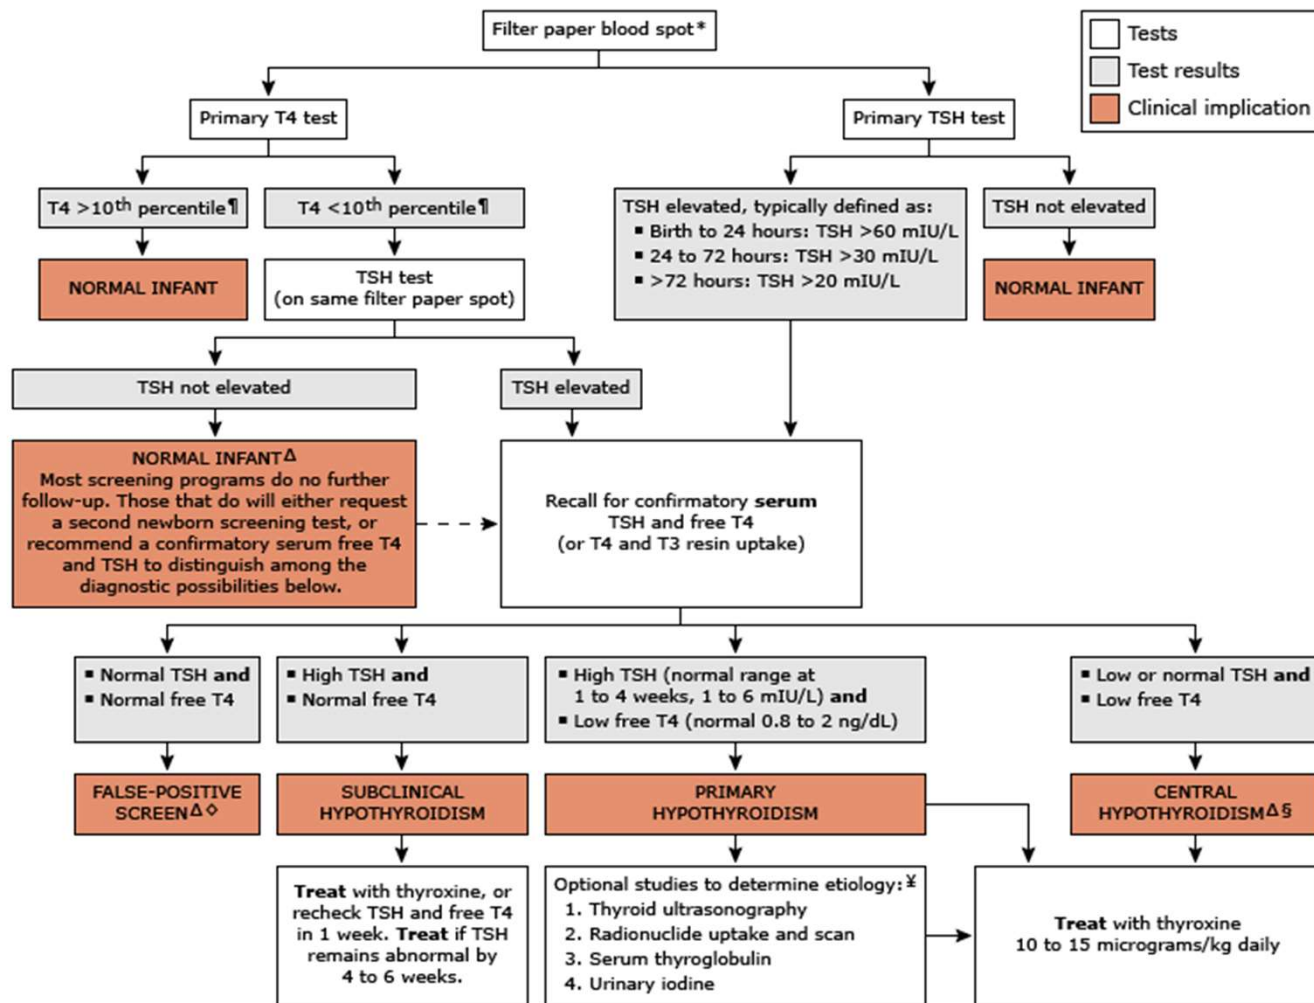 Filter paper blood spot*
Tests
Test results
Clinical implication
Primary T4 test
Primary TSH test
T4 >10th percentile¶
T4 <10th percentile¶
TSH elevated, typically defined as:
▪ Birth to 24 hours: TSH >60 mIU/L
▪ 24 to 72 hours: TSH >30 mIU/L
▪ >72 hours: TSH >20 mIU/L
TSH not elevated
NORMAL INFANT
TSH test
(on same filter paper spot)
NORMAL INFANT
TSH not elevated
TSH elevated
NORMAL INFANTΔ
Most screening programs do no further
follow-up. Those that do will either request
a second newborn screening test, or
recommend a confirmatory serum free T4
and TSH to distinguish among the
diagnostic possibilities below.
Recall for confirmatory serum
TSH and free T4
(or T4 and T3 resin uptake)
▪ Normal TSH and
▪ Normal free T4
▪ High TSH and
▪ Normal free T4
▪ High TSH (normal range at
1 to 4 weeks, 1 to 6 mIU/L) and
▪ Low free T4 (normal 0.8 to 2 ng/dL)
▪ Low or normal TSH and
▪ Low free T4
FALSE-POSITIVE
SCREENΔ◇
SUBCLINICAL
HYPOTHYROIDISM
PRIMARY
HYPOTHYROIDISM
CENTRAL
HYPOTHYROIDISMΔ§
Treat with thyroxine, or
recheck TSH and free T4
in 1 week. Treat if TSH
remains abnormal by
4 to 6 weeks.
Optional studies to determine etiology:¥
1. Thyroid ultrasonography
2. Radionuclide uptake and scan
3. Serum thyroglobulin
4. Urinary iodine
Treat with thyroxine
10 to 15 micrograms/kg daily